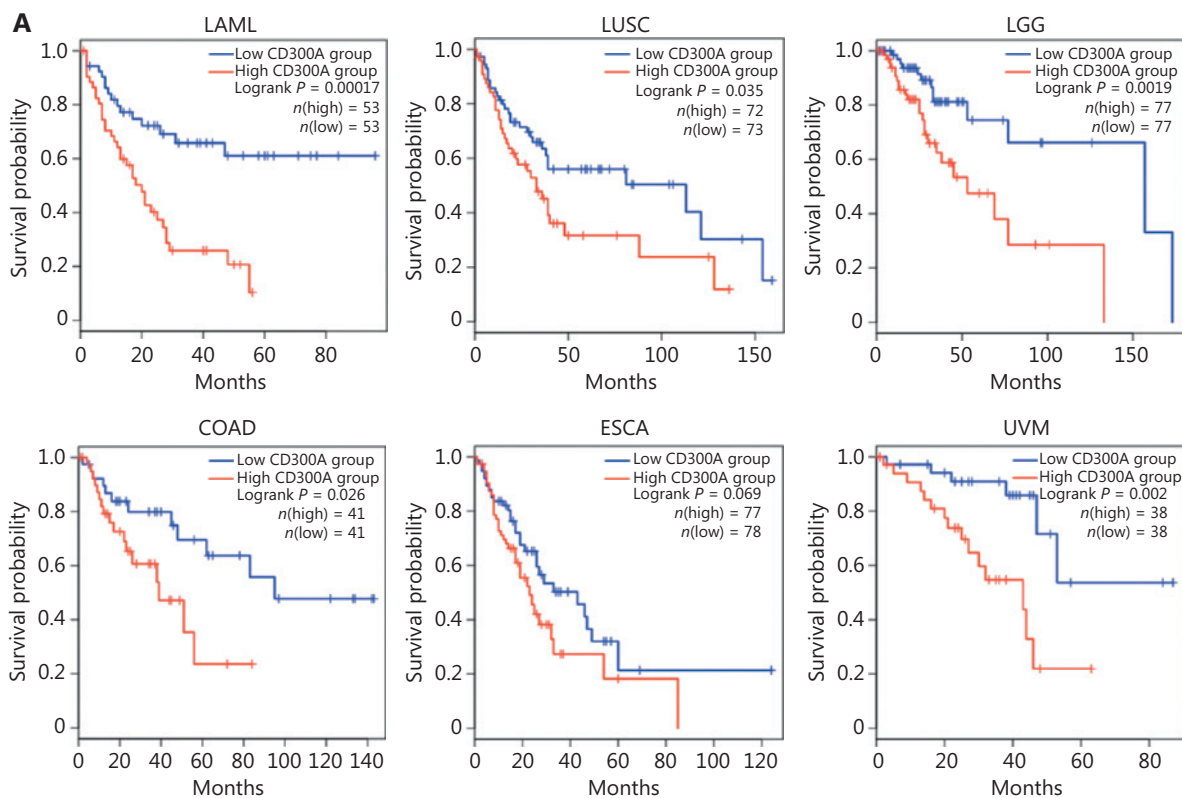 A
LAML
Survival probability
1.0
0.8
0.6
0.4
0.2
0
Low CD300A group
High CD300A group
Logrank P = 0.00017
n(high) = 53
n(low) = 53
0 20 40 60 80
Months
LUSC
Survival probability
1.0
0.8
0.6
0.4
0.2
0
Low CD300A group
High CD300A group
Logrank P = 0.035
n(high) = 72
n(low) = 73
0 50 100 150
Months
LGG
Survival probability
1.0
0.8
0.6
0.4
0.2
0
Low CD300A group
High CD300A group
Logrank P = 0.0019
n(high) = 77
n(low) = 77
0 50 100 150
Months
COAD
Survival probability
1.0
0.8
0.6
0.4
0.2
0
Low CD300A group
High CD300A group
Logrank P = 0.026
n(high) = 41
n(low) = 41
0 20 40 60 80 100 120 140
Months
ESCA
Survival probability
1.0
0.8
0.6
0.4
0.2
0
Low CD300A group
High CD300A group
Logrank P = 0.069
n(high) = 77
n(low) = 78
0 20 40 60 80 100 120
Months
UVM
Survival probability
1.0
0.8
0.6
0.4
0.2
0
Low CD300A group
High CD300A group
Logrank P = 0.002
n(high) = 38
n(low) = 38
0 20 40 60 80
Months